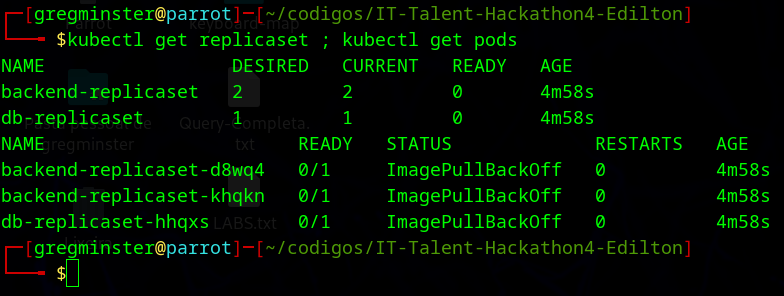 ┌─[gregminster@parrot]─[~/codigos/IT-Talent-Hackathon4-Edilton]
└──╼ $kubectl get replicaset ; kubectl get pods
NAME                 DESIRED   CURRENT   READY   AGE
backend-replicaset   2         2         0       4m58s
db-replicaset        1         1         0       4m58s
NAME                       READY   STATUS             RESTARTS   AGE
backend-replicaset-d8wq4   0/1     ImagePullBackOff   0          4m58s
backend-replicaset-khqkn   0/1     ImagePullBackOff   0          4m58s
db-replicaset-hhqxs        0/1     ImagePullBackOff   0          4m58s
┌─[gregminster@parrot]─[~/codigos/IT-Talent-Hackathon4-Edilton]
└──╼ $
keyboard-map
Query-Completa.
txt
gregminster
LABS.txt